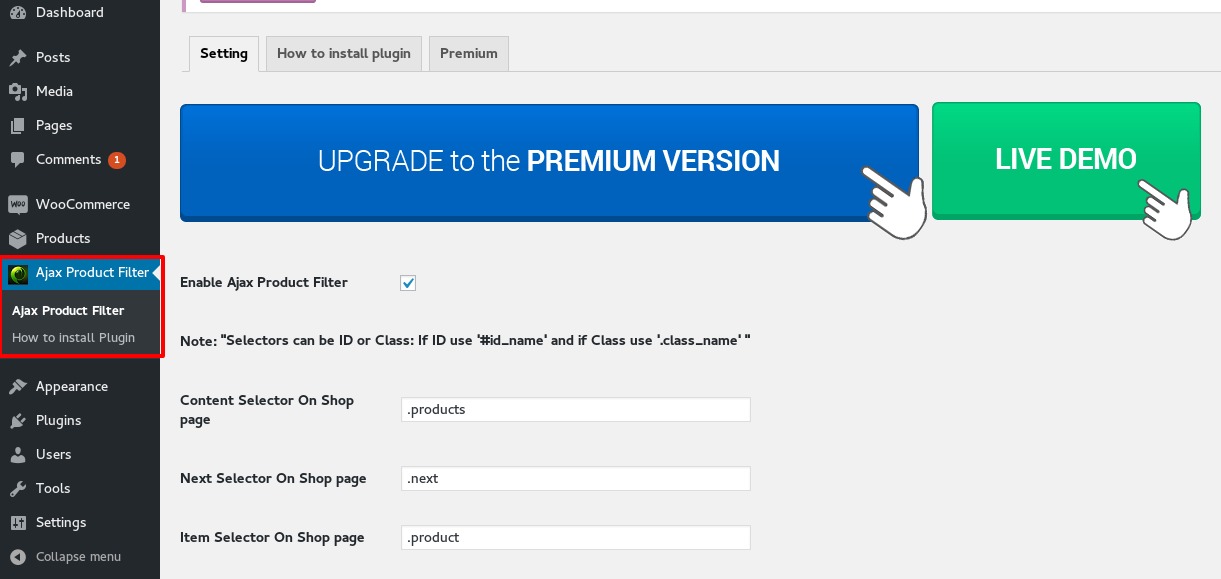 Dashboard
Posts
Media
Pages
Comments 1
WOO WooCommerce
Products
Ajax Product Filter
Ajax Product Filter
How to install Plugin
Appearance
Plugins
Users
Tools
Settings
Collapse menu
Setting
How to install plugin
Premium
UPGRADE to the PREMIUM VERSION
LIVE DEMO
Enable Ajax Product Filter
Note: "Selectors can be ID or Class: If ID use '#id_name' and if Class use '.class_name' "
Content Selector On Shop
page
.products
Next Selector On Shop page
.next
Item Selector On Shop page
.product